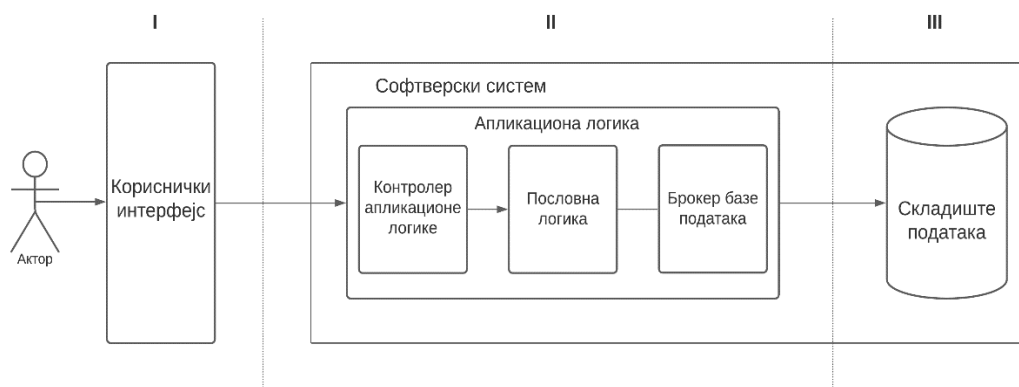 I
II
III
Софтверски систем
Апликациона логика
Кориснички
интерфејс
Контролер
апликационе
логике
Пословна
логика
Брокер базе
података
Складиште
података
Актор